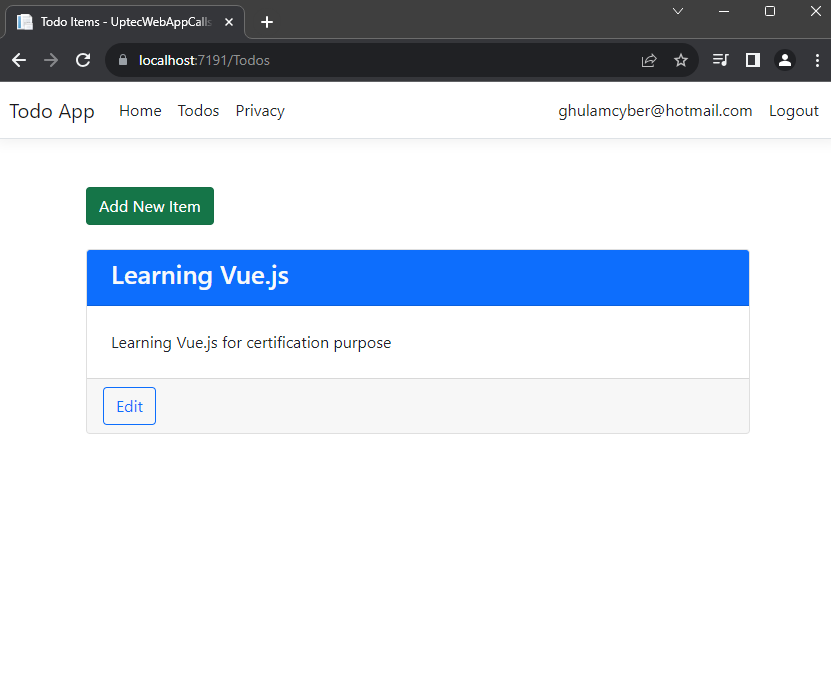 Todo Items - UptecWebAppCalls
localhost:7191/Todos
Todo App Home Todos Privacy ghulamcyber@hotmail.com Logout
Add New Item
Learning Vue.js
Learning Vue.js for certification purpose
Edit